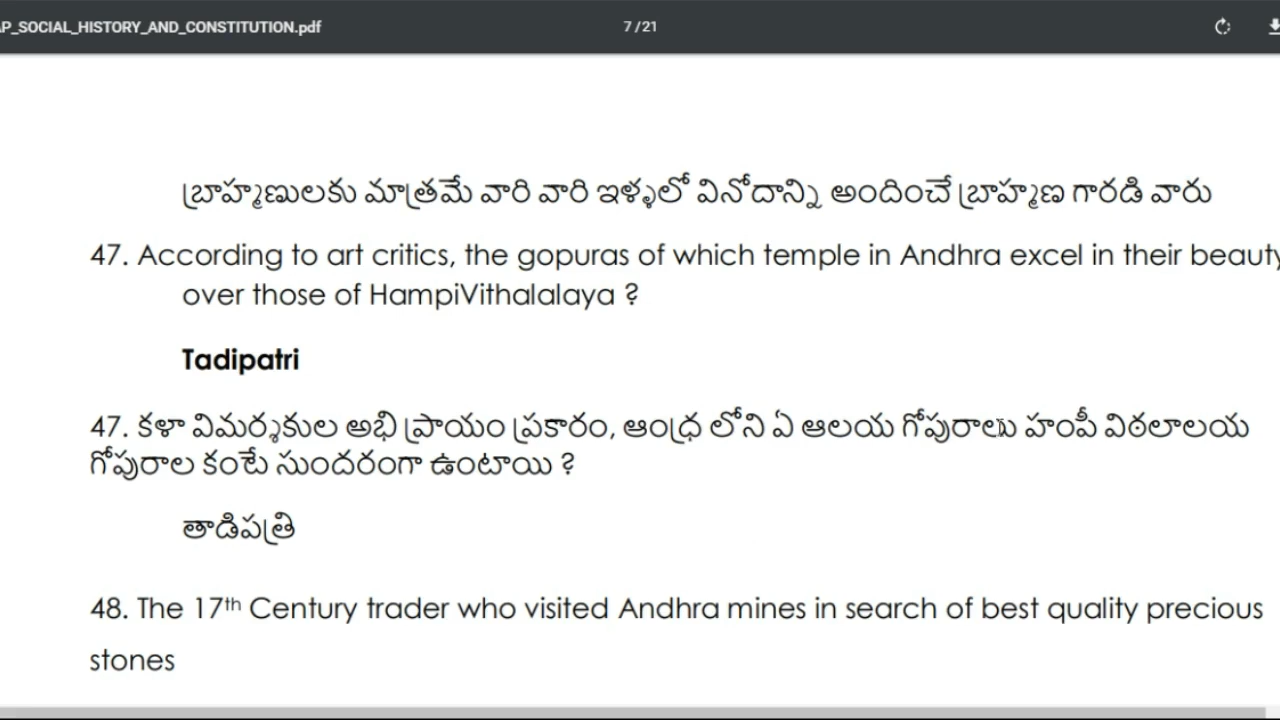 AP_SOCIAL_HISTORY_AND_CONSTITUTION.pdf 7 / 21
బ్రాహ్మణులకు మాత్రమే వారి వారి ఇళ్ళలో వినోదాన్ని అందించే బ్రాహ్మణ గారడి వారు
47. According to art critics, the gopuras of which temple in Andhra excel in their beauty
over those of HampiVithalalaya ?
Tadipatri
47. కళా విమర్శకుల అభి ప్రాయం ప్రకారం, ఆంధ్ర లోని ఏ ఆలయ గోపురాలు హంపీ విఠలాలయ
గోపురాల కంటే సుందరంగా ఉంటాయి ?
తాడిపత్రి
48. The 17th Century trader who visited Andhra mines in search of best quality precious
stones